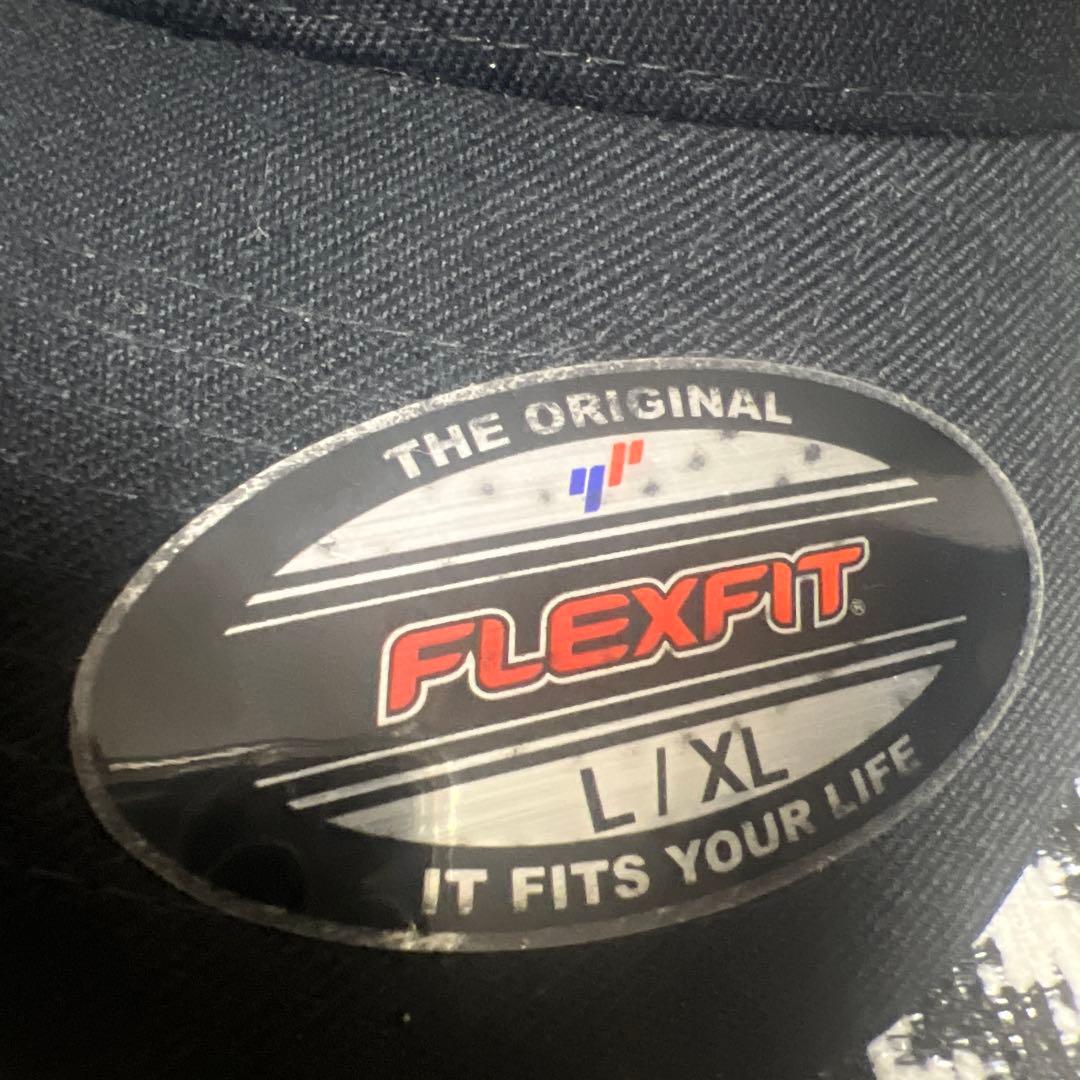 THE ORIGINAL
FLEXFIT®
L / XL
IT FITS YOUR LIFE